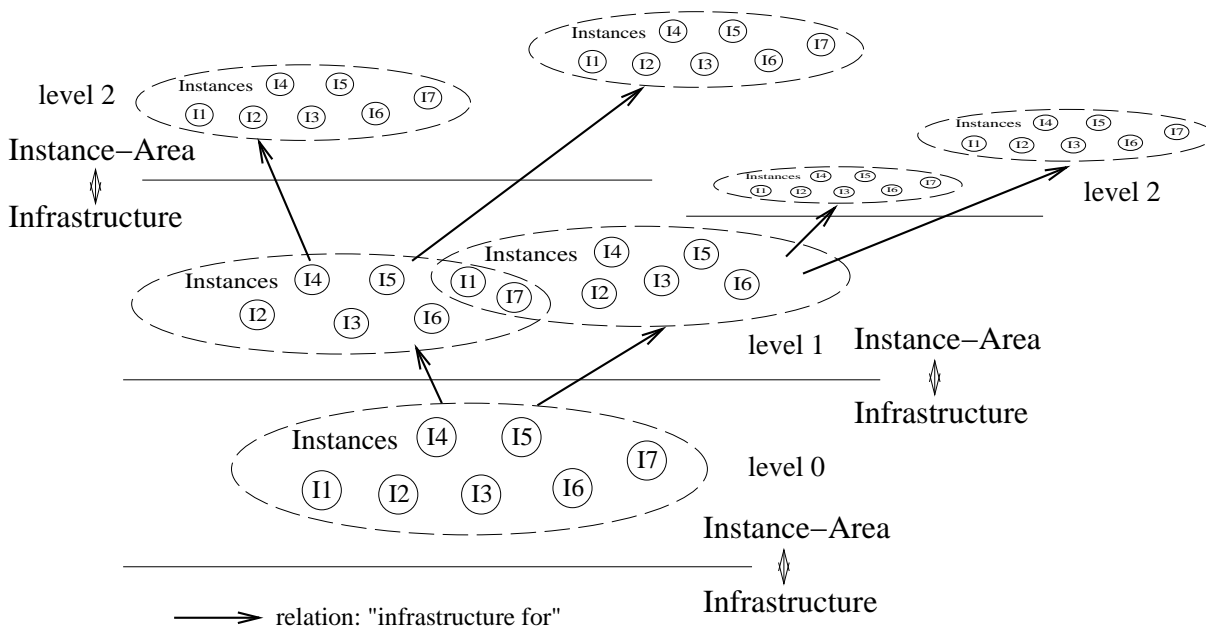 Instances I4 I5 I7
I1 I2 I3 I6
level 2
Instances I4 I5 I7
I1 I2 I3 I6
Instances I4 I5 I7
I1 I2 I3 I6
level 2
Instances I4 I5 I7
I1 I2 I3 I6
Instance–Area
Infrastructure
Instances I4 I5
I2 I3 I6
I1 I7
Instances I4 I5
I2 I3 I6
level 1
Instance–Area
Infrastructure
Instances I4 I5 I7
I1 I2 I3 I6
level 0
Instance–Area
Infrastructure
relation: "infrastructure for"